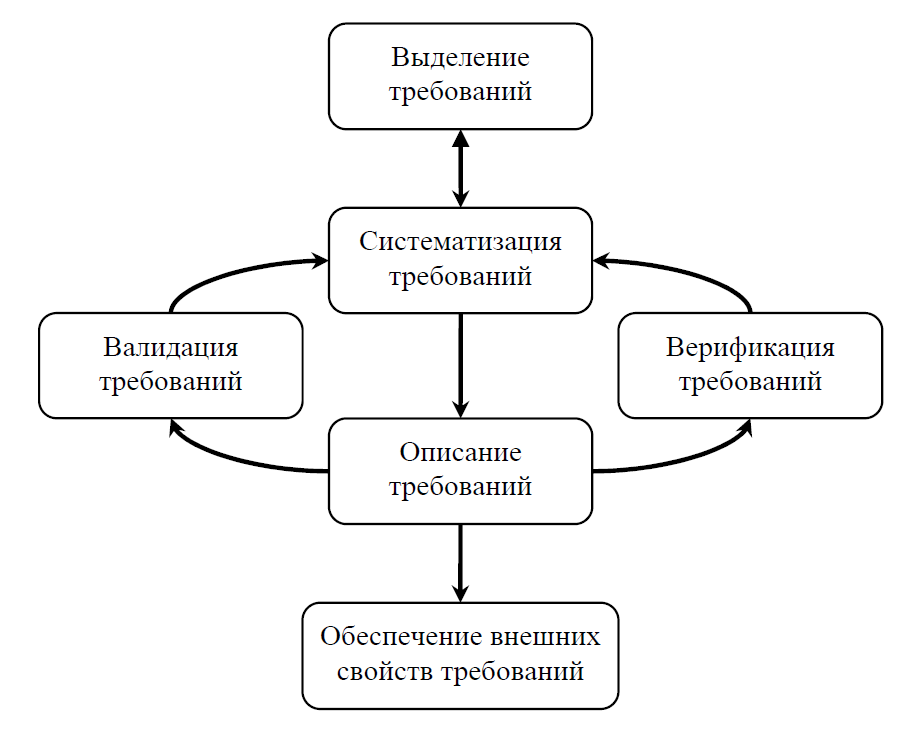 Выделение
требований
Систематизация
требований
Валидация
требований
Верификация
требований
Описание
требований
Обеспечение внешних
свойств требований